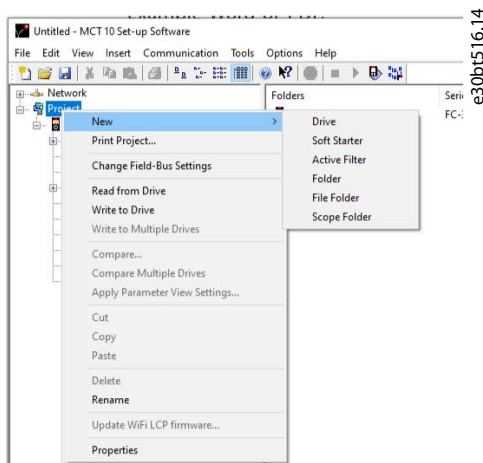 Untitled - MCT 10 Set-up Software
File Edit View Insert Communication Tools Options Help
Network
Project
Folders
New
Print Project...
Change Field-Bus Settings
Read from Drive
Write to Drive
Write to Multiple Drives
Compare...
Compare Multiple Drives
Apply Parameter View Settings...
Cut
Copy
Paste
Delete
Rename
Update WiFi LCP firmware...
Properties
Drive
Soft Starter
Active Filter
Folder
File Folder
Scope Folder
e30bt516.14